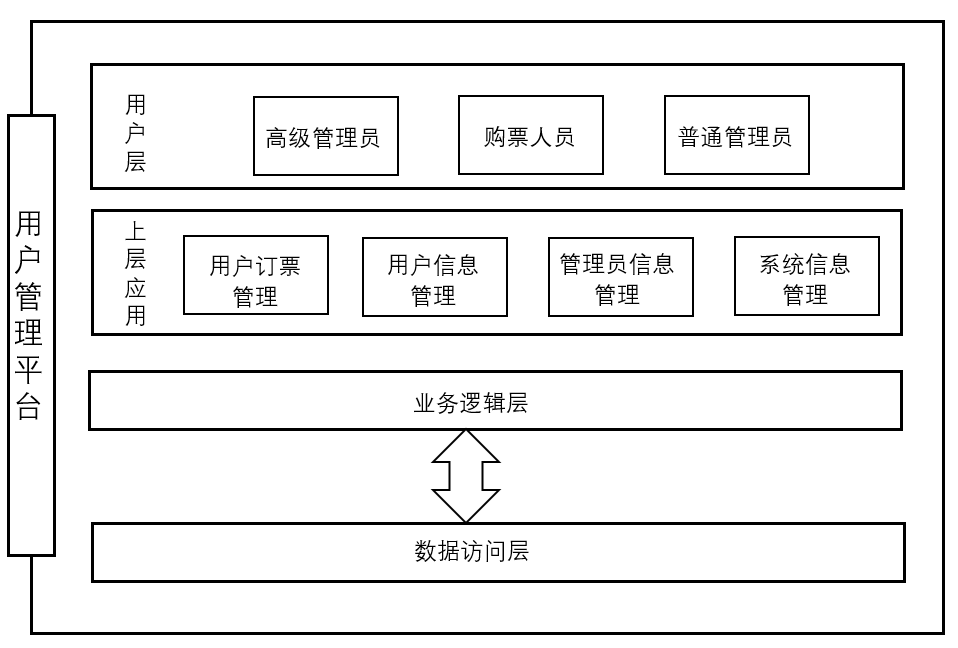 用户管理平台
用户层
高级管理员
购票人员
普通管理员
上层应用
用户订票
管理
用户信息
管理
管理员信息
管理
系统信息
管理
业务逻辑层
数据访问层